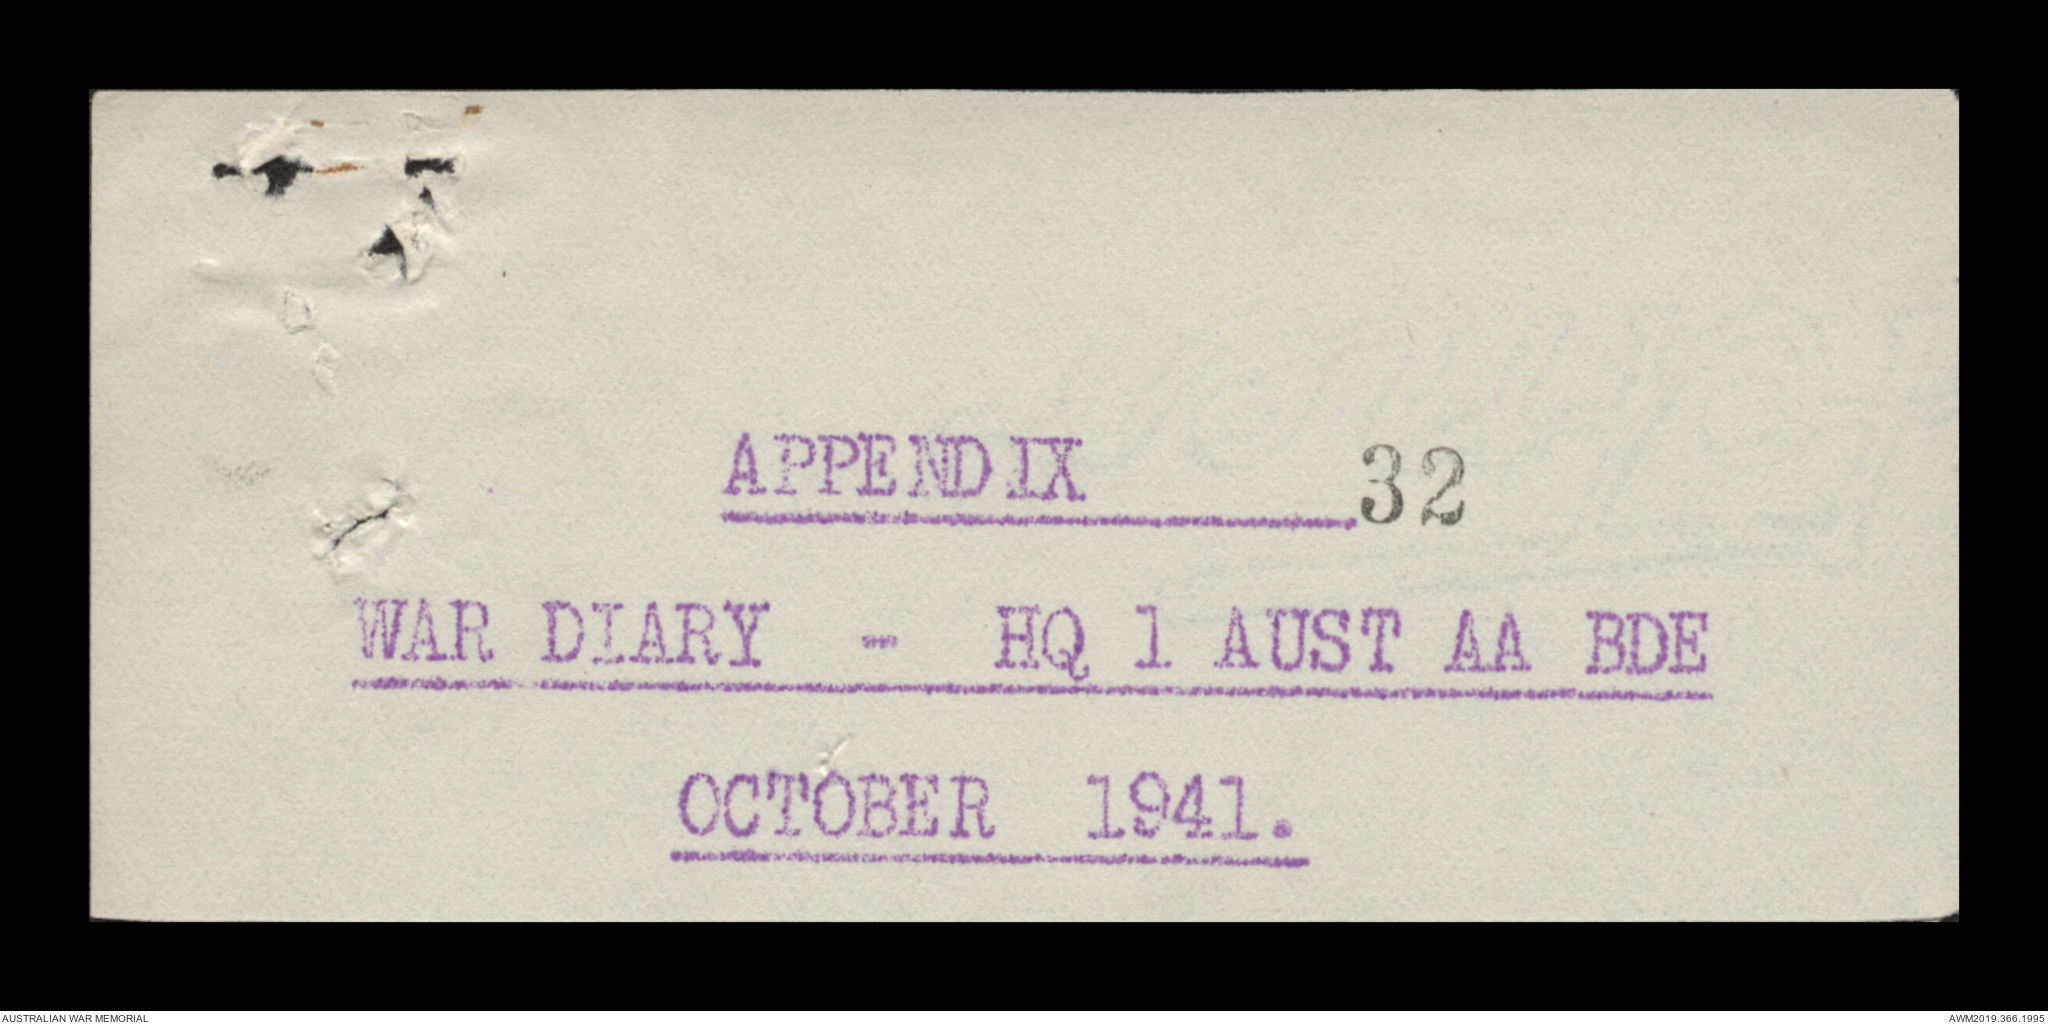 APPENDIX 32
WAR DIARY - HQ 1 AUST AA BDE
OCTOBER 1941.
AUSTRALIAN WAR MEMORIAL
AWM2019.366.1995